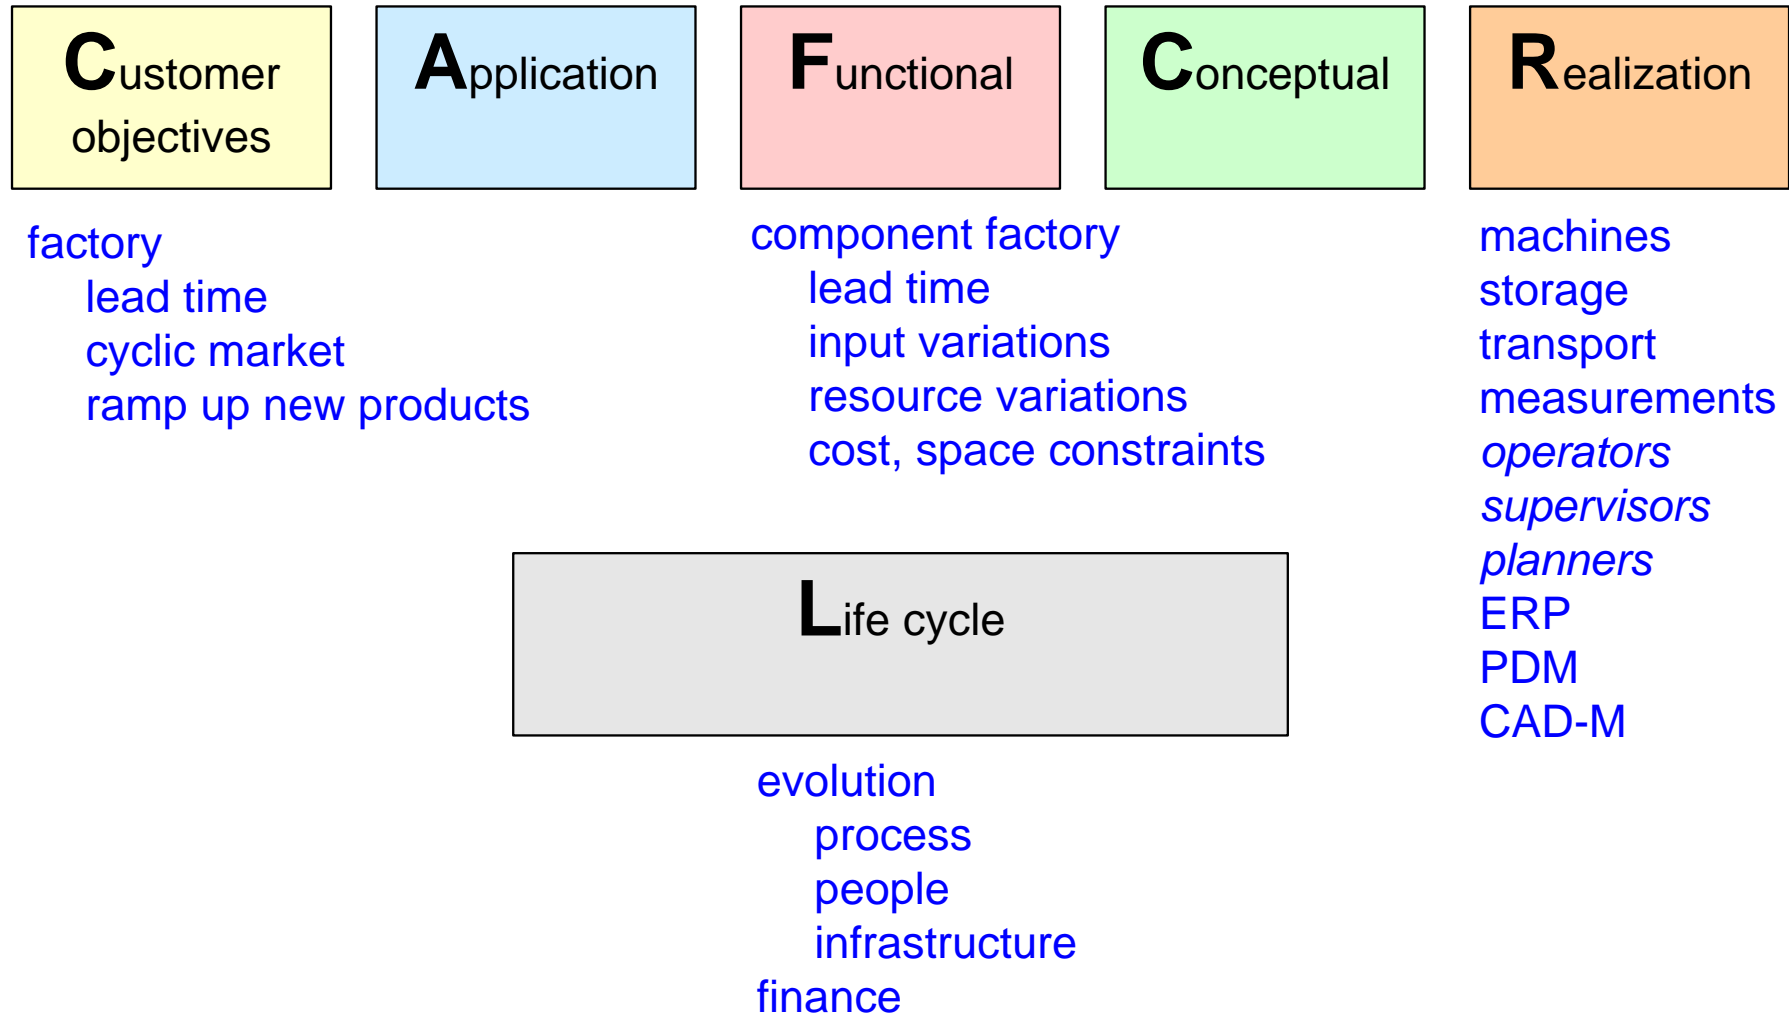 Customer
objectives
Application
Functional
Conceptual
Realization
factory
lead time
cyclic market
ramp up new products
component factory
lead time
input variations
resource variations
cost, space constraints
machines
storage
transport
measurements
operators
supervisors
planners
ERP
PDM
CAD-M
Life cycle
evolution
process
people
infrastructure
finance